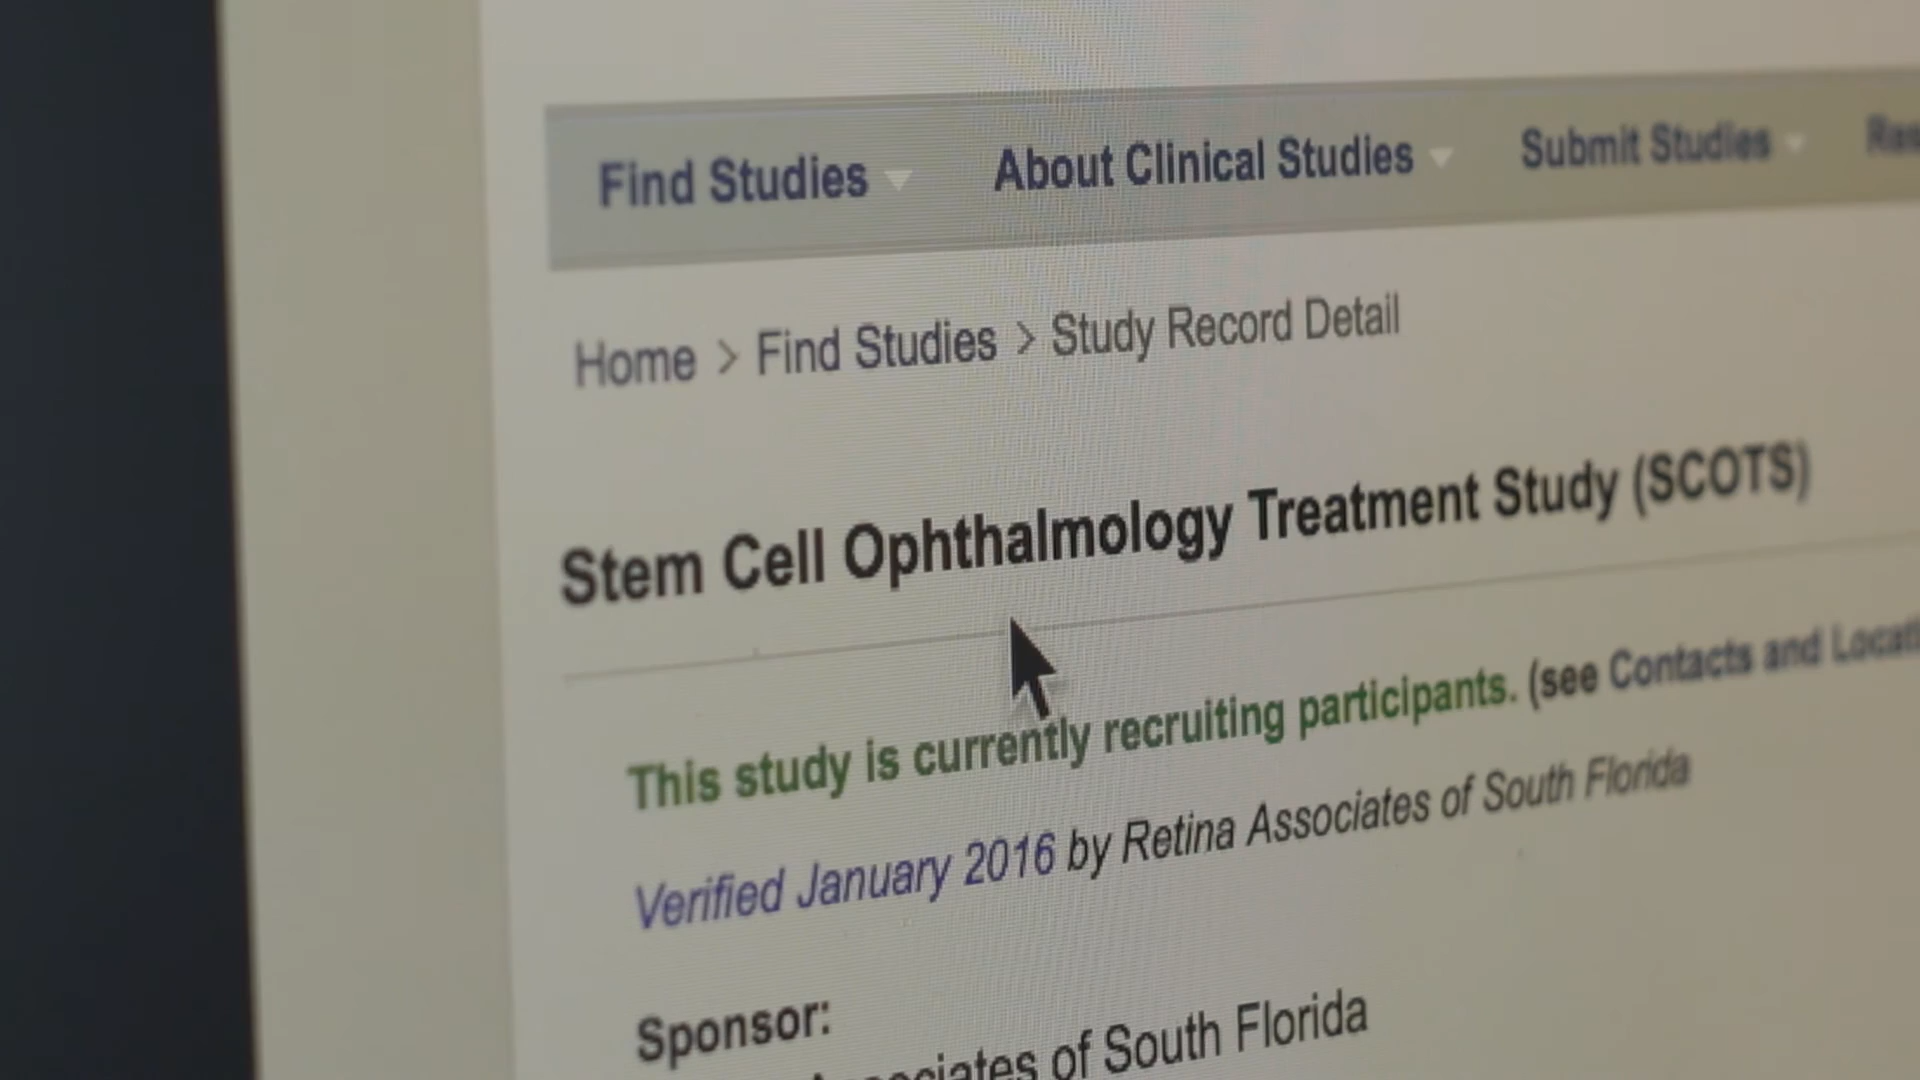 Find Studies About Clinical Studies Submit Studies
Home > Find Studies > Study Record Detail
Stem Cell Ophthalmology Treatment Study (SCOTS)
This study is currently recruiting participants. (see Contacts and
Verified January 2016 by Retina Associates of South Florida
Sponsor:
of South Florida